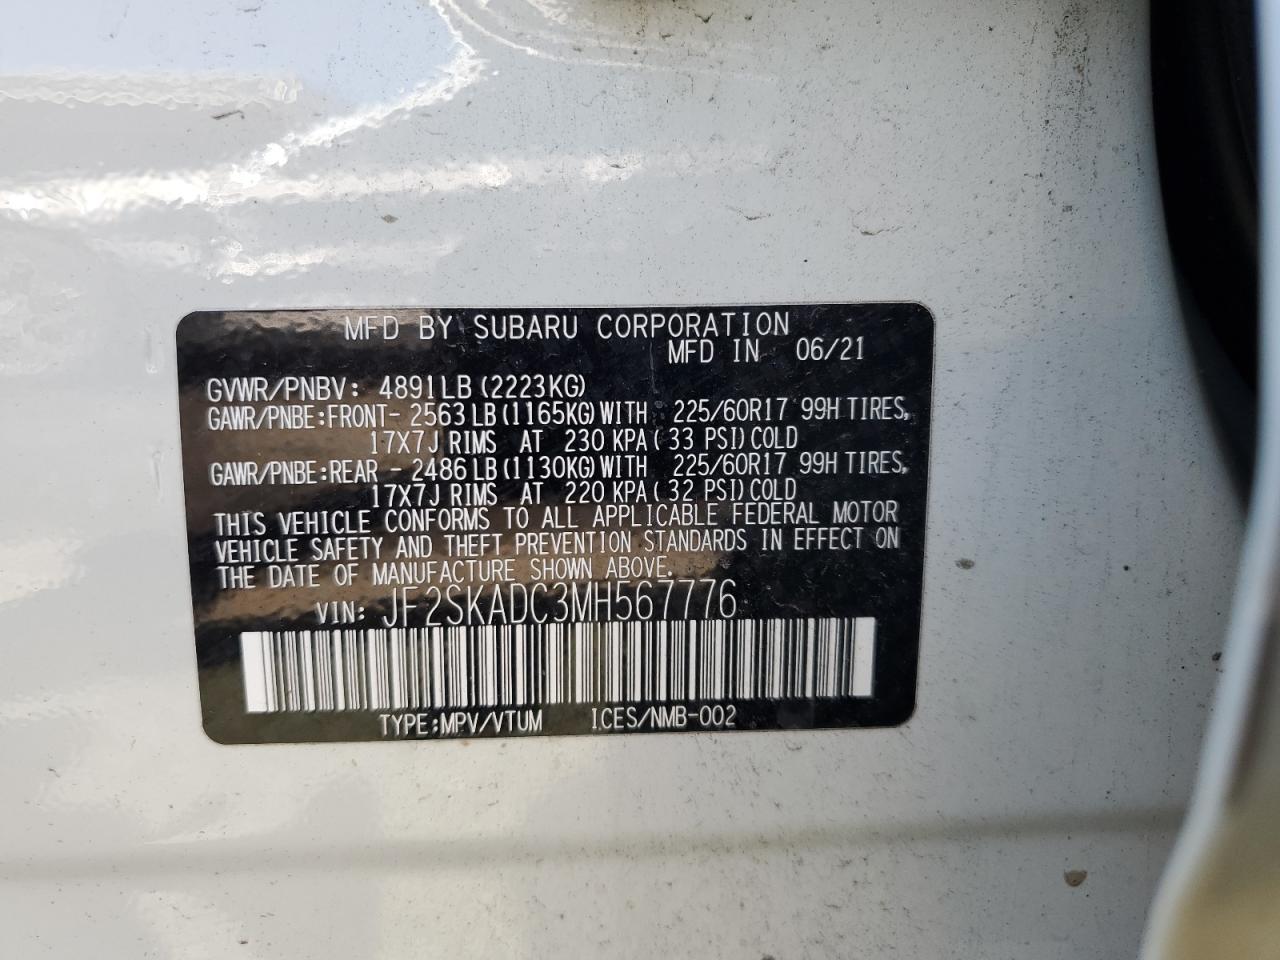 MFD BY SUBARU CORPORATION
MFD IN 06/21
GVWR/PNBV: 4891LB(2223KG)
GAWR/PNBE:FRONT- 2563LB(1165KG)WITH 225/60R17 99H TIRES,
17X7J RIMS AT 230 KPA( 33 PSI)COLD
GAWR/PNBE:REAR - 2486LB(1130KG)WITH 225/60R17 99H TIRES,
17X7J RIMS AT 220 KPA( 32 PSI)COLD
THIS VEHICLE CONFORMS TO ALL APPLICABLE FEDERAL MOTOR
VEHICLE SAFETY AND THEFT PREVENTION STANDARDS IN EFFECT ON
THE DATE OF MANUFACTURE SHOWN ABOVE.
VIN: JF2SKADC3MH567776
TYPE:MPV/VTUM ICES/NMB-002